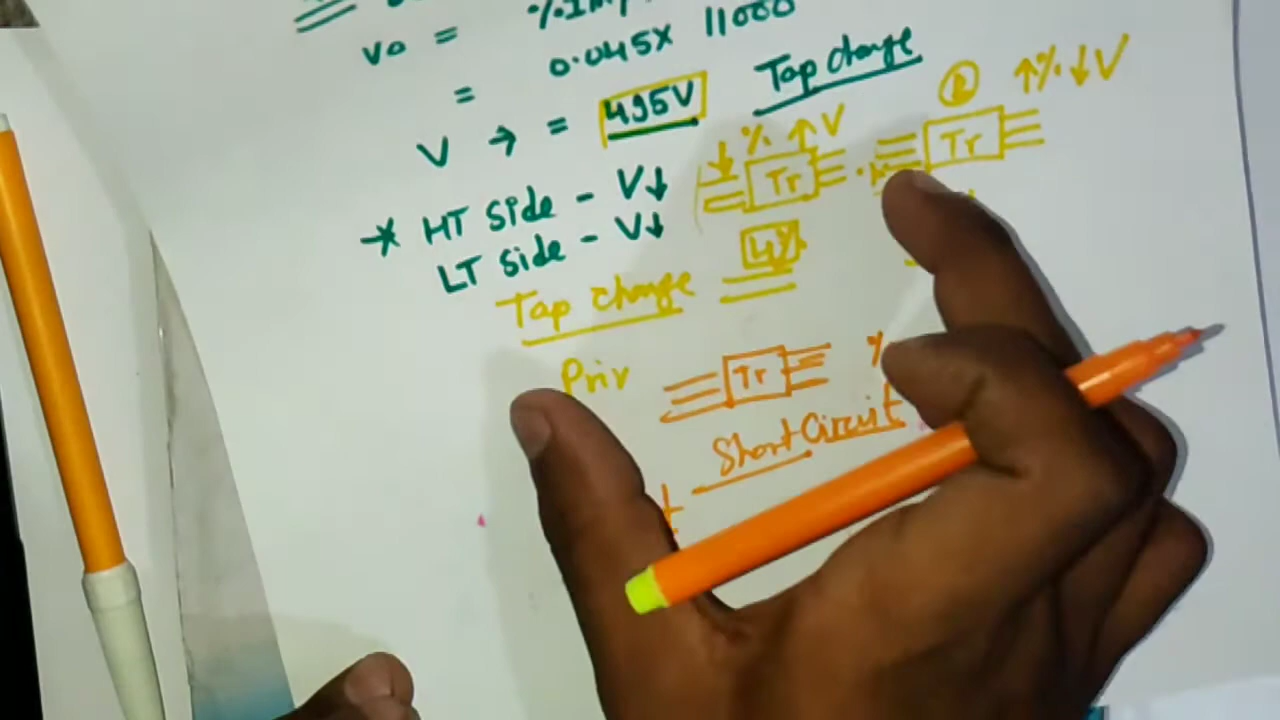 Vo =
= 0.045x 11000
V → = 495V
Tap change
* HT Side - V↓
LT Side - V↓
↓ % ↑ V
Tr
4%
2 ↑% ↓V
Tr
Tap change
Priv
Tr %
Short Circuit